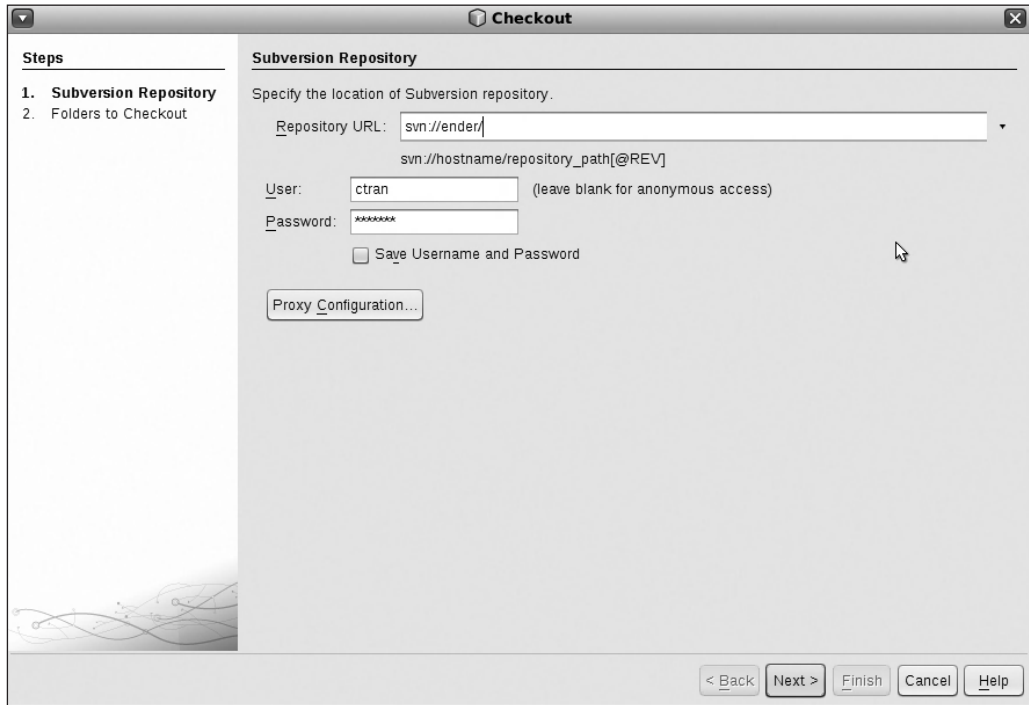 Checkout
Steps
1. Subversion Repository
2. Folders to Checkout
Subversion Repository
Specify the location of Subversion repository.
Repository URL: svn://ender/
svn://hostname/repository_path[@REV]
User: ctran (leave blank for anonymous access)
Password: *******
Save Username and Password
Proxy Configuration...
< Back Next > Finish Cancel Help